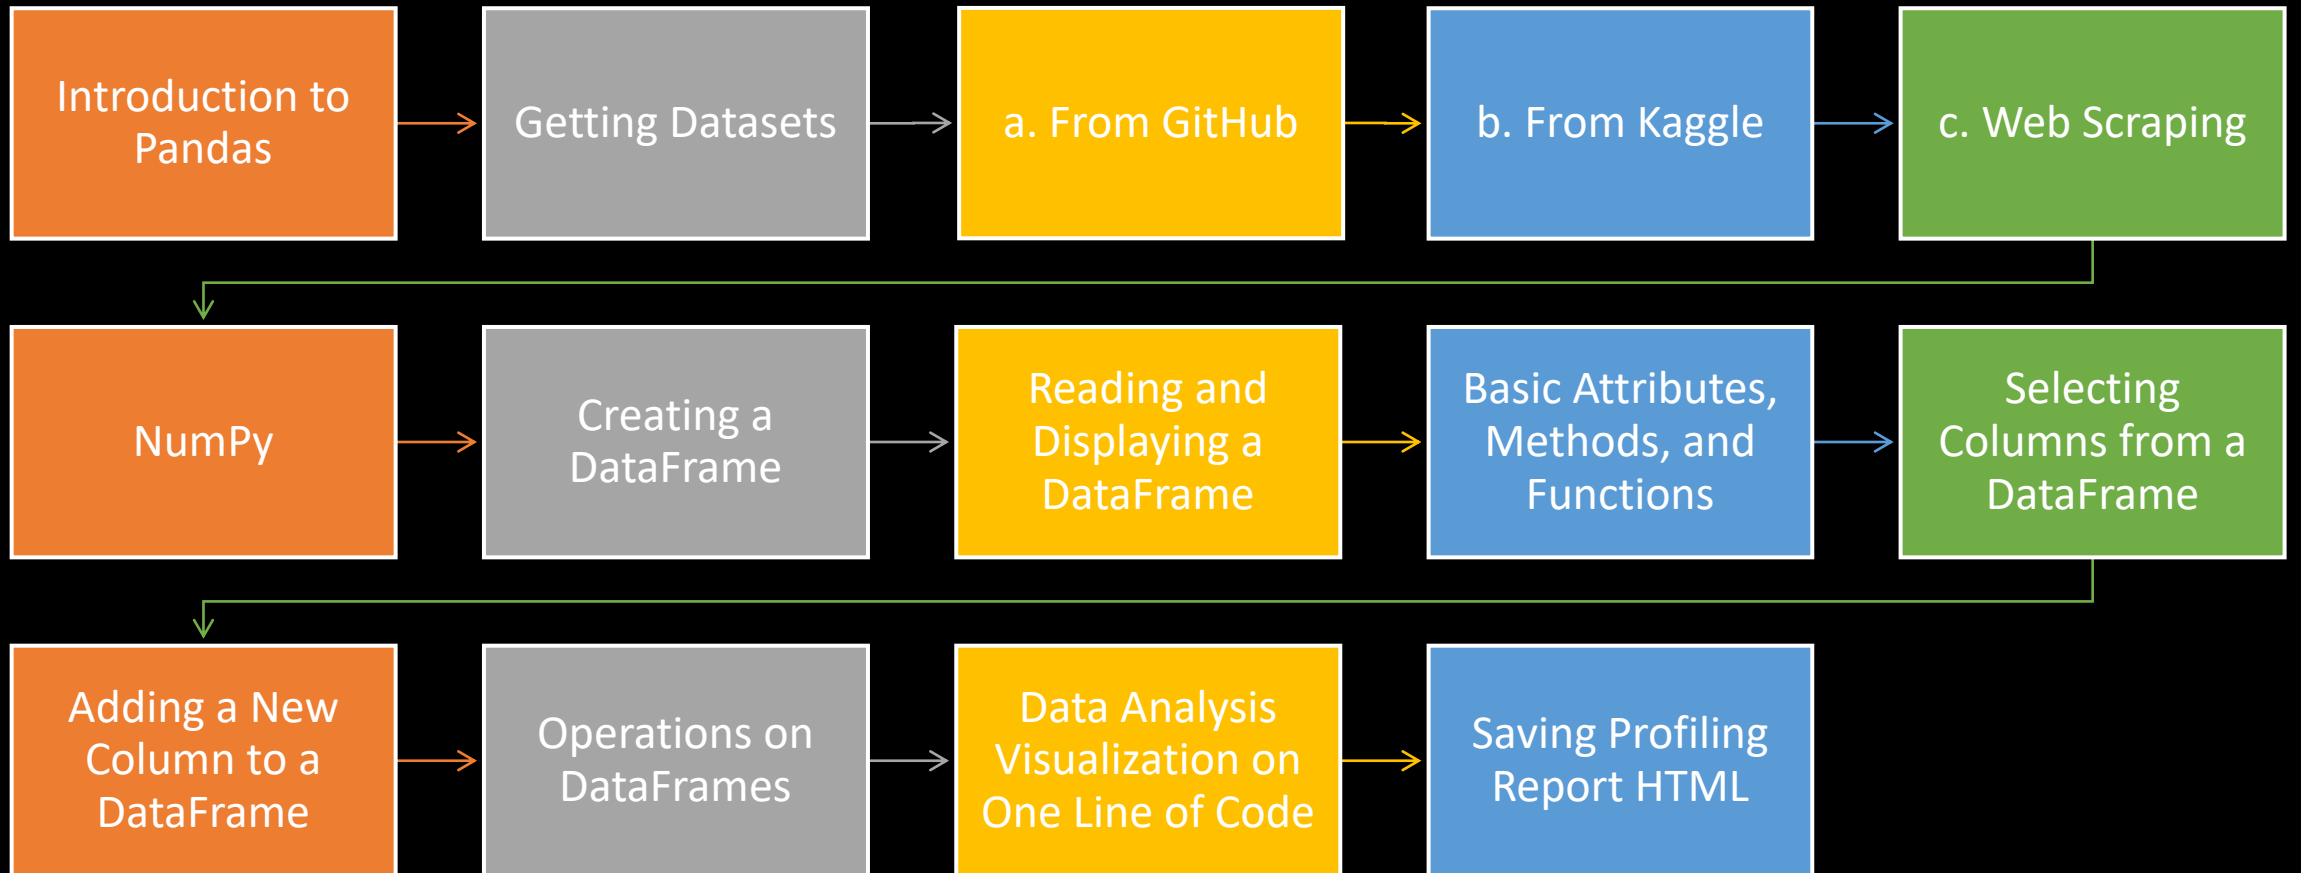 Introduction to
Pandas
Getting Datasets
a. From GitHub
b. From Kaggle
c. Web Scraping
NumPy
Creating a
DataFrame
Reading and
Displaying a
DataFrame
Basic Attributes,
Methods, and
Functions
Selecting
Columns from a
DataFrame
Adding a New
Column to a
DataFrame
Operations on
DataFrames
Data Analysis
Visualization on
One Line of Code
Saving Profiling
Report HTML